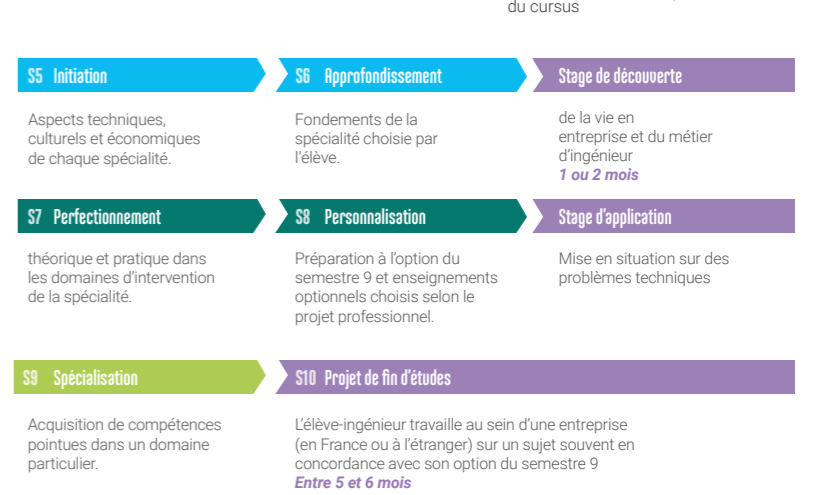 du cursus
S5 Initiation
S6 Approfondissement
Stage de découverte
Aspects techniques,
culturels et économiques
de chaque spécialité.
Fondements de la
spécialité choisie par
l'élève.
de la vie en
entreprise et du métier
d'ingénieur
1 ou 2 mois
S7 Perfectionnement
S8 Personnalisation
Stage d'application
théorique et pratique dans
les domaines d'intervention
de la spécialité.
Préparation à l'option du
semestre 9 et enseignements
optionnels choisis selon le
projet professionnel.
Mise en situation sur des
problèmes techniques
S9 Spécialisation
S10 Projet de fin d'études
Acquisition de compétences
pointues dans un domaine
particulier.
L'élève-ingénieur travaille au sein d'une entreprise
(en France ou à l'étranger) sur un sujet souvent en
concordance avec son option du semestre 9
Entre 5 et 6 mois